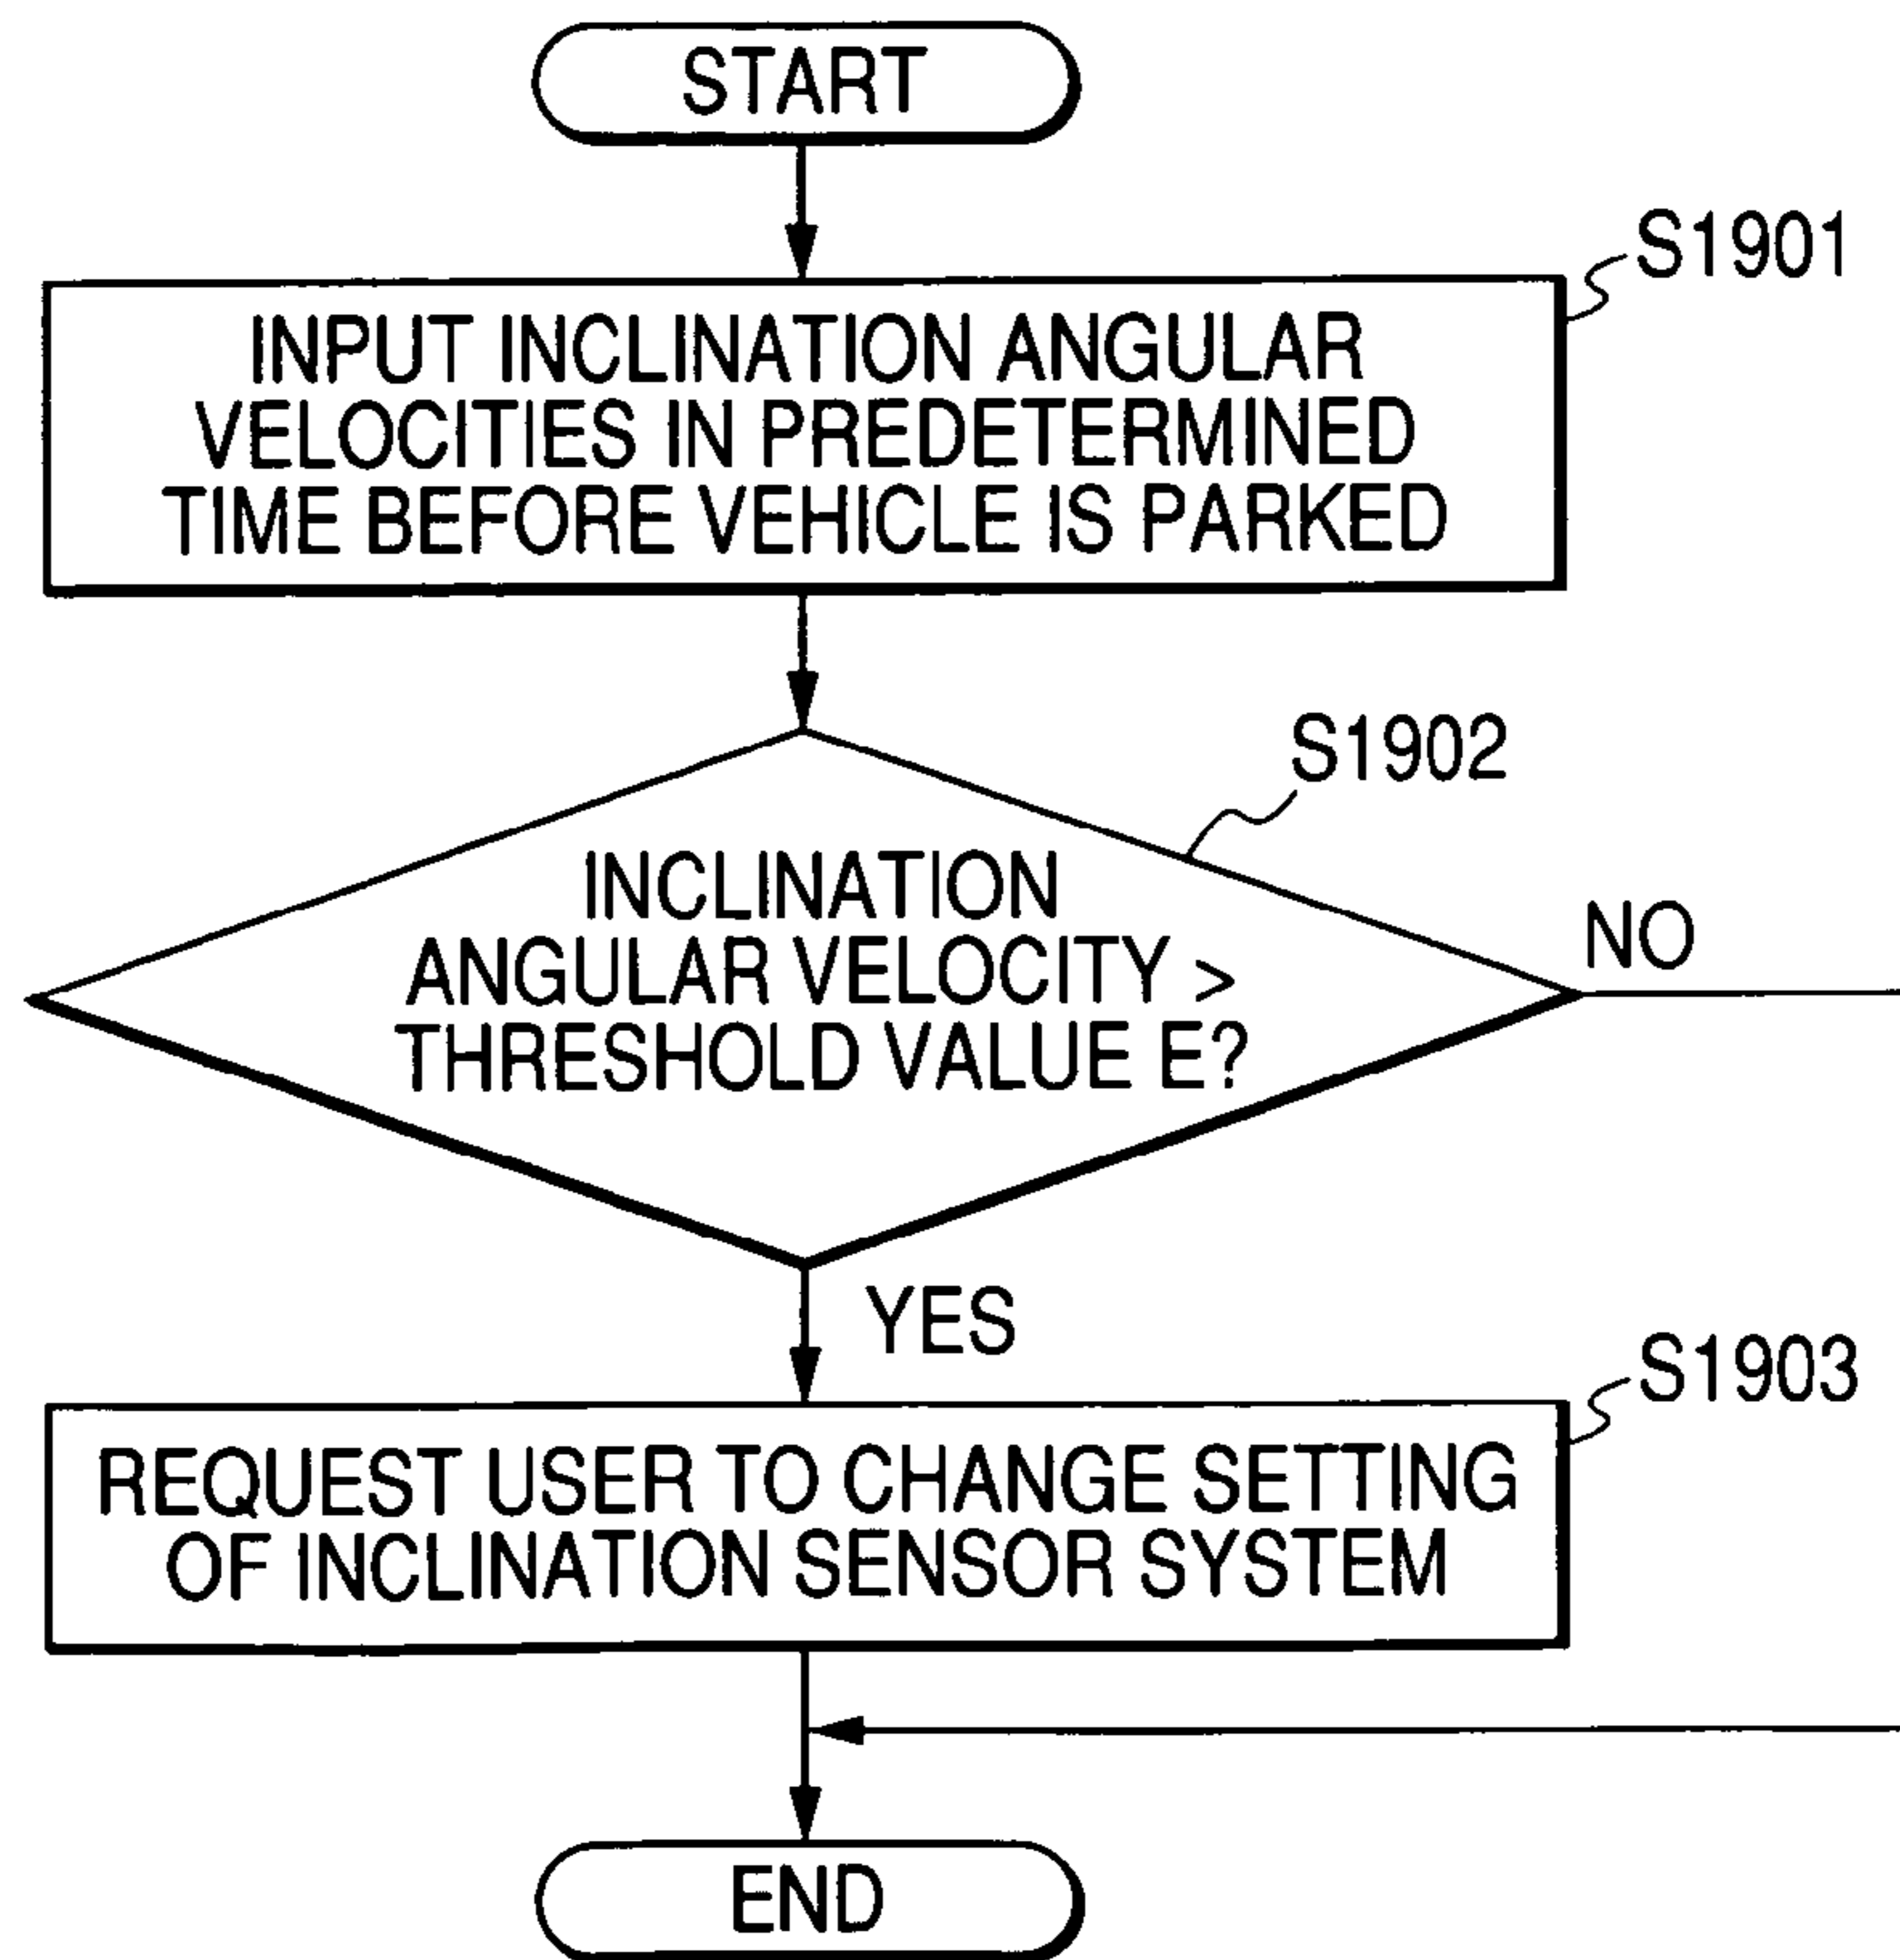 START
S1901
INPUT INCLINATION ANGULAR
VELOCITIES IN PREDETERMINED
TIME BEFORE VEHICLE IS PARKED
S1902
INCLINATION
ANGULAR VELOCITY >
THRESHOLD VALUE E?
NO
YES
S1903
REQUEST USER TO CHANGE SETTING
OF INCLINATION SENSOR SYSTEM
END